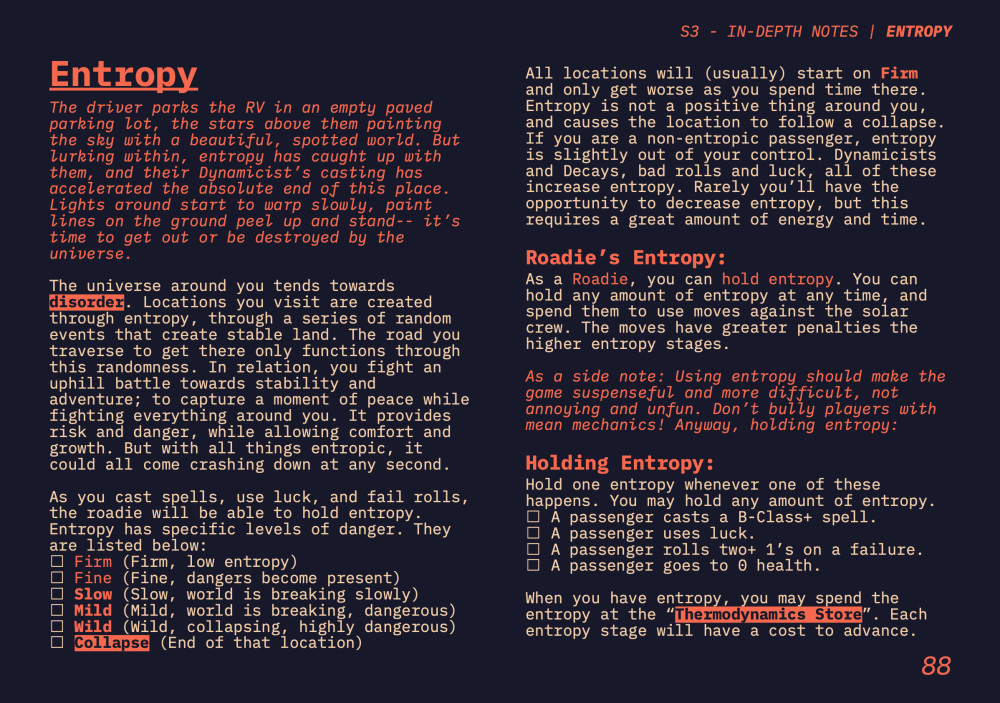 S3 - IN-DEPTH NOTES | ENTROPY
Entropy
The driver parks the RV in an empty paved
parking lot, the stars above them painting
the sky with a beautiful, spotted world. But
lurking within, entropy has caught up with
them, and their Dynamicist's casting has
accelerated the absolute end of this place.
Lights around start to warp slowly, paint
lines on the ground peel up and stand-- it's
time to get out or be destroyed by the
universe.
The universe around you tends towards
disorder. Locations you visit are created
through entropy, through a series of random
events that create stable land. The road you
traverse to get there only functions through
this randomness. In relation, you fight an
uphill battle towards stability and
adventure; to capture a moment of peace while
fighting everything around you. It provides
risk and danger, while allowing comfort and
growth. But with all things entropic, it
could all come crashing down at any second.
As you cast spells, use luck, and fail rolls,
the roadie will be able to hold entropy.
Entropy has specific levels of danger. They
are listed below:
☐ Firm (Firm, low entropy)
☐ Fine (Fine, dangers become present)
☐ Slow (Slow, world is breaking slowly)
☐ Mild (Mild, world is breaking, dangerous)
☐ Wild (Wild, collapsing, highly dangerous)
☐ Collapse (End of that location)
All locations will (usually) start on Firm
and only get worse as you spend time there.
Entropy is not a positive thing around you,
and causes the location to follow a collapse.
If you are a non-entropic passenger, entropy
is slightly out of your control. Dynamicists
and Decays, bad rolls and luck, all of these
increase entropy. Rarely you'll have the
opportunity to decrease entropy, but this
requires a great amount of energy and time.
Roadie's Entropy:
As a Roadie, you can hold entropy. You can
hold any amount of entropy at any time, and
spend them to use moves against the solar
crew. The moves have greater penalties the
higher entropy stages.
As a side note: Using entropy should make the
game suspenseful and more difficult, not
annoying and unfun. Don't bully players with
mean mechanics! Anyway, holding entropy:
Holding Entropy:
Hold one entropy whenever one of these
happens. You may hold any amount of entropy.
☐ A passenger casts a B-Class+ spell.
☐ A passenger uses luck.
☐ A passenger rolls two+ 1's on a failure.
☐ A passenger goes to 0 health.
When you have entropy, you may spend the
entropy at the “Thermodynamics Store”. Each
entropy stage will have a cost to advance.
88